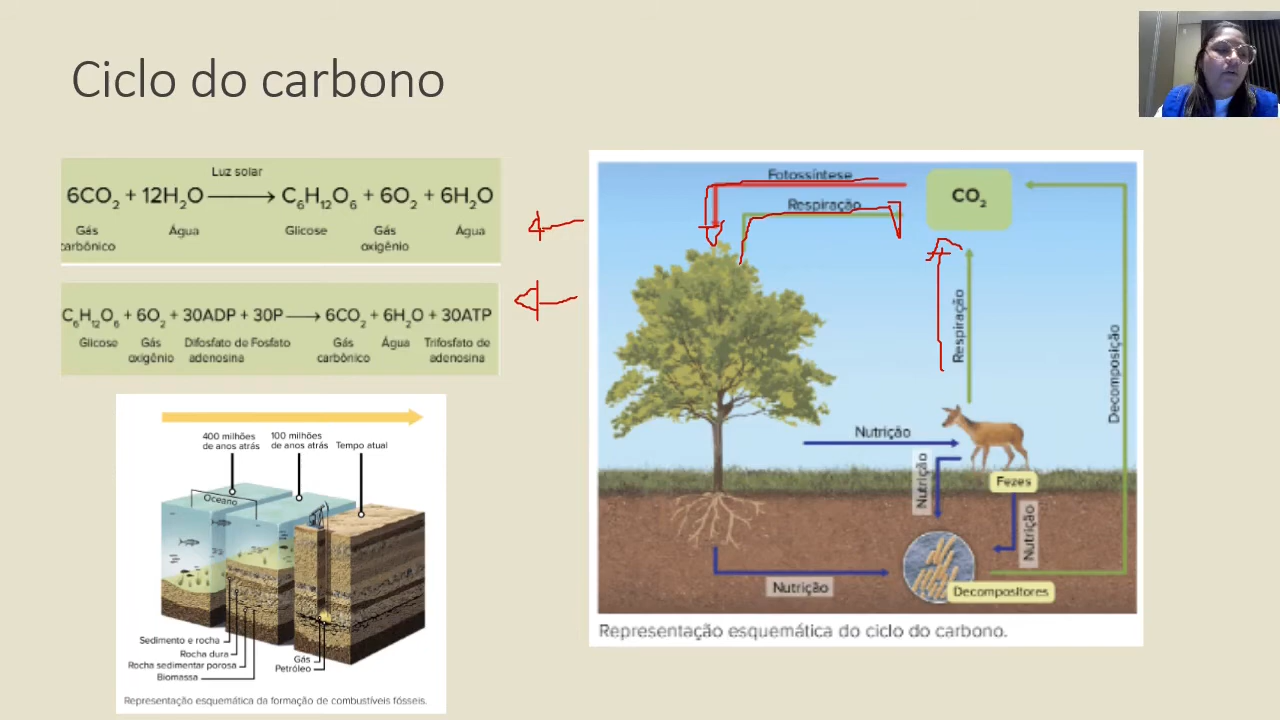 Ciclo do carbono
Luz solar
6CO₂ + 12H₂O ⟶ C₆H₁₂O₆ + 6O₂ + 6H₂O
Gás carbônico
Água
Glicose
Gás oxigênio
Água
C₆H₁₂O₆ + 6O₂ + 30ADP + 30P ⟶ 6CO₂ + 6H₂O + 30ATP
Glicose
Gás oxigênio
Difosfato de adenosina
Fosfato
Gás carbônico
Água
Trifosfato de adenosina
400 milhões de anos atrás
100 milhões de anos atrás
Tempo atual
Oceano
Sedimento e rocha
Rocha dura
Rocha sedimentar porosa
Biomassa
Gás
Petróleo
Representação esquemática da formação de combustíveis fósseis.
Fotossíntese
Respiração
CO₂
Respiração
Decomposição
Nutrição
Nutrição
Fezes
Nutrição
Nutrição
Decompositores
Representação esquemática do ciclo do carbono.